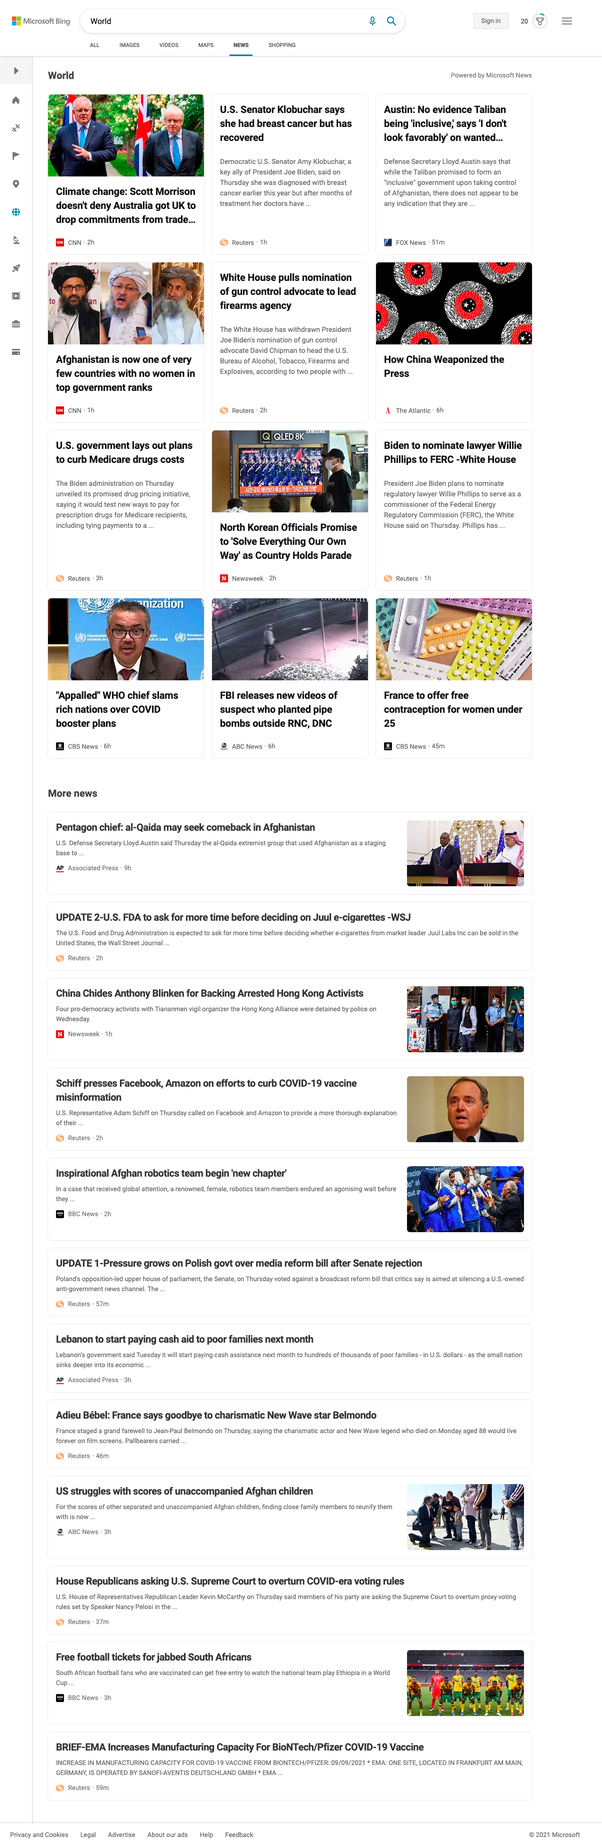 Microsoft Bing
World
Sign in
20
ALL
IMAGES
VIDEOS
MAPS
NEWS
SHOPPING
World
Powered by Microsoft News
Climate change: Scott Morrison
doesn't deny Australia got UK to
drop commitments from trade...
CNN · 2h
U.S. Senator Klobuchar says
she had breast cancer but has
recovered
Democratic U.S. Senator Amy Klobuchar, a
key ally of President Joe Biden, said on
Thursday she was diagnosed with breast
cancer earlier this year but after months of
treatment her doctors have ...
Reuters · 1h
Austin: No evidence Taliban
being 'inclusive,' says 'I don't
look favorably' on wanted...
Defense Secretary Lloyd Austin says that
while the Taliban promised to form an
"inclusive" government upon taking control
of Afghanistan, there does not appear to be
any indication that they are ...
FOX News · 51m
Afghanistan is now one of very
few countries with no women in
top government ranks
CNN · 1h
White House pulls nomination
of gun control advocate to lead
firearms agency
The White House has withdrawn President
Joe Biden's nomination of gun control
advocate David Chipman to head the U.S.
Bureau of Alcohol, Tobacco, Firearms and
Explosives, according to two people with ...
Reuters · 2h
How China Weaponized the
Press
The Atlantic · 6h
U.S. government lays out plans
to curb Medicare drugs costs
The Biden administration on Thursday
unveiled its promised drug pricing initiative,
saying it would test new ways to pay for
prescription drugs for Medicare recipients,
including tying payments to a ...
Reuters · 3h
QLED 8K
North Korean Officials Promise
to 'Solve Everything Our Own
Way' as Country Holds Parade
Newsweek · 2h
Biden to nominate lawyer Willie
Phillips to FERC -White House
President Joe Biden plans to nominate
regulatory lawyer Willie Phillips to serve as a
commissioner of the Federal Energy
Regulatory Commission (FERC), the White
House said on Thursday. Phillips has ...
Reuters · 1h
"Appalled" WHO chief slams
rich nations over COVID
booster plans
CBS News · 6h
FBI releases new videos of
suspect who planted pipe
bombs outside RNC, DNC
ABC News · 6h
France to offer free
contraception for women under
25
CBS News · 45m
More news
Pentagon chief: al-Qaida may seek comeback in Afghanistan
U.S. Defense Secretary Lloyd Austin said Thursday the al-Qaida extremist group that used Afghanistan as a staging
base to ...
AP Associated Press · 9h
UPDATE 2-U.S. FDA to ask for more time before deciding on Juul e-cigarettes -WSJ
The U.S. Food and Drug Administration is expected to ask for more time before deciding whether e-cigarettes from market leader Juul Labs Inc can be sold in the
United States, the Wall Street Journal ...
Reuters · 2h
China Chides Anthony Blinken for Backing Arrested Hong Kong Activists
Four pro-democracy activists with Tiananmen vigil organizer the Hong Kong Alliance were detained by police on
Wednesday.
Newsweek · 1h
Schiff presses Facebook, Amazon on efforts to curb COVID-19 vaccine
misinformation
U.S. Representative Adam Schiff on Thursday called on Facebook and Amazon to provide a more thorough explanation
of their ...
Reuters · 2h
Inspirational Afghan robotics team begin 'new chapter'
In a case that received global attention, a renowned, female, robotics team members endured an agonising wait before
they ...
BBC News · 2h
UPDATE 1-Pressure grows on Polish govt over media reform bill after Senate rejection
Poland's opposition-led upper house of parliament, the Senate, on Thursday voted against a broadcast reform bill that critics say is aimed at silencing a U.S.-owned
anti-government news channel. The ...
Reuters · 57m
Lebanon to start paying cash aid to poor families next month
Lebanon's government said Tuesday it will start paying cash assistance next month to hundreds of thousands of poor families - in U.S. dollars - as the small nation
sinks deeper into its economic ...
AP Associated Press · 3h
Adieu Bébel: France says goodbye to charismatic New Wave star Belmondo
France staged a grand farewell to Jean-Paul Belmondo on Thursday, saying the charismatic actor and New Wave legend who died on Monday aged 88 would live
forever on film screens. Pallbearers carried ...
Reuters · 46m
US struggles with scores of unaccompanied Afghan children
For the scores of other separated and unaccompanied Afghan children, finding close family members to reunify them
with is now ...
ABC News · 3h
House Republicans asking U.S. Supreme Court to overturn COVID-era voting rules
U.S. House of Representatives Republican Leader Kevin McCarthy on Thursday said members of his party are asking the Supreme Court to overturn proxy voting
rules set by Speaker Nancy Pelosi in the ...
Reuters · 37m
Free football tickets for jabbed South Africans
South African football fans who are vaccinated can get free entry to watch the national team play Ethiopia in a World
Cup ...
BBC News · 3h
BRIEF-EMA Increases Manufacturing Capacity For BioNTech/Pfizer COVID-19 Vaccine
INCREASE IN MANUFACTURING CAPACITY FOR COVID-19 VACCINE FROM BIONTECH/PFIZER: 09/09/2021 * EMA: ONE SITE, LOCATED IN FRANKFURT AM MAIN,
GERMANY, IS OPERATED BY SANOFI-AVENTIS DEUTSCHLAND GMBH * EMA ...
Reuters · 59m
Privacy and Cookies
Legal
Advertise
About our ads
Help
Feedback
© 2021 Microsoft